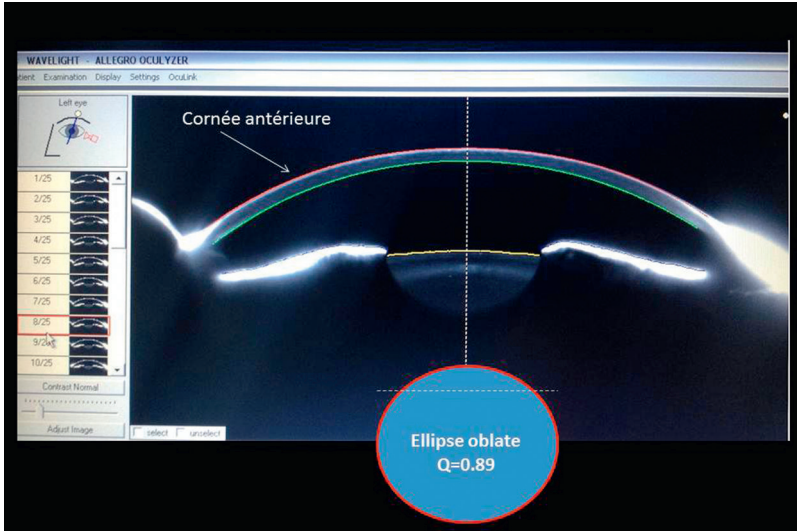 WAVELIGHT - ALLEGRO OCULYZER
tient Examination Display Settings OcuLink
Left eye
Cornée antérieure
1/25
2/25
3/25
4/25
5/25
6/25
7/25
8/25
9/25
10/25
Contrast Normal
Adjust Image
select unselect
Ellipse oblate
Q=0.89